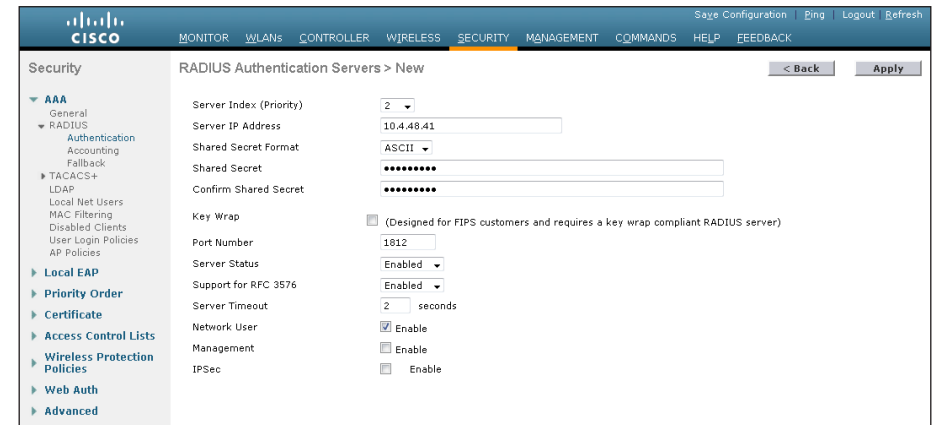 Save Configuration | Ping | Logout | Refresh
CISCO
MONITOR WLANs CONTROLLER WIRELESS SECURITY MANAGEMENT COMMANDS HELP FEEDBACK
Security
AAA
General
RADIUS
Authentication
Accounting
Fallback
TACACS+
LDAP
Local Net Users
MAC Filtering
Disabled Clients
User Login Policies
AP Policies
Local EAP
Priority Order
Certificate
Access Control Lists
Wireless Protection
Policies
Web Auth
Advanced
RADIUS Authentication Servers > New
< Back
Apply
Server Index (Priority) 2
Server IP Address 10.4.48.41
Shared Secret Format ASCII
Shared Secret •••••••••
Confirm Shared Secret •••••••••
Key Wrap (Designed for FIPS customers and requires a key wrap compliant RADIUS server)
Port Number 1812
Server Status Enabled
Support for RFC 3576 Enabled
Server Timeout 2 seconds
Network User Enable
Management Enable
IPSec Enable